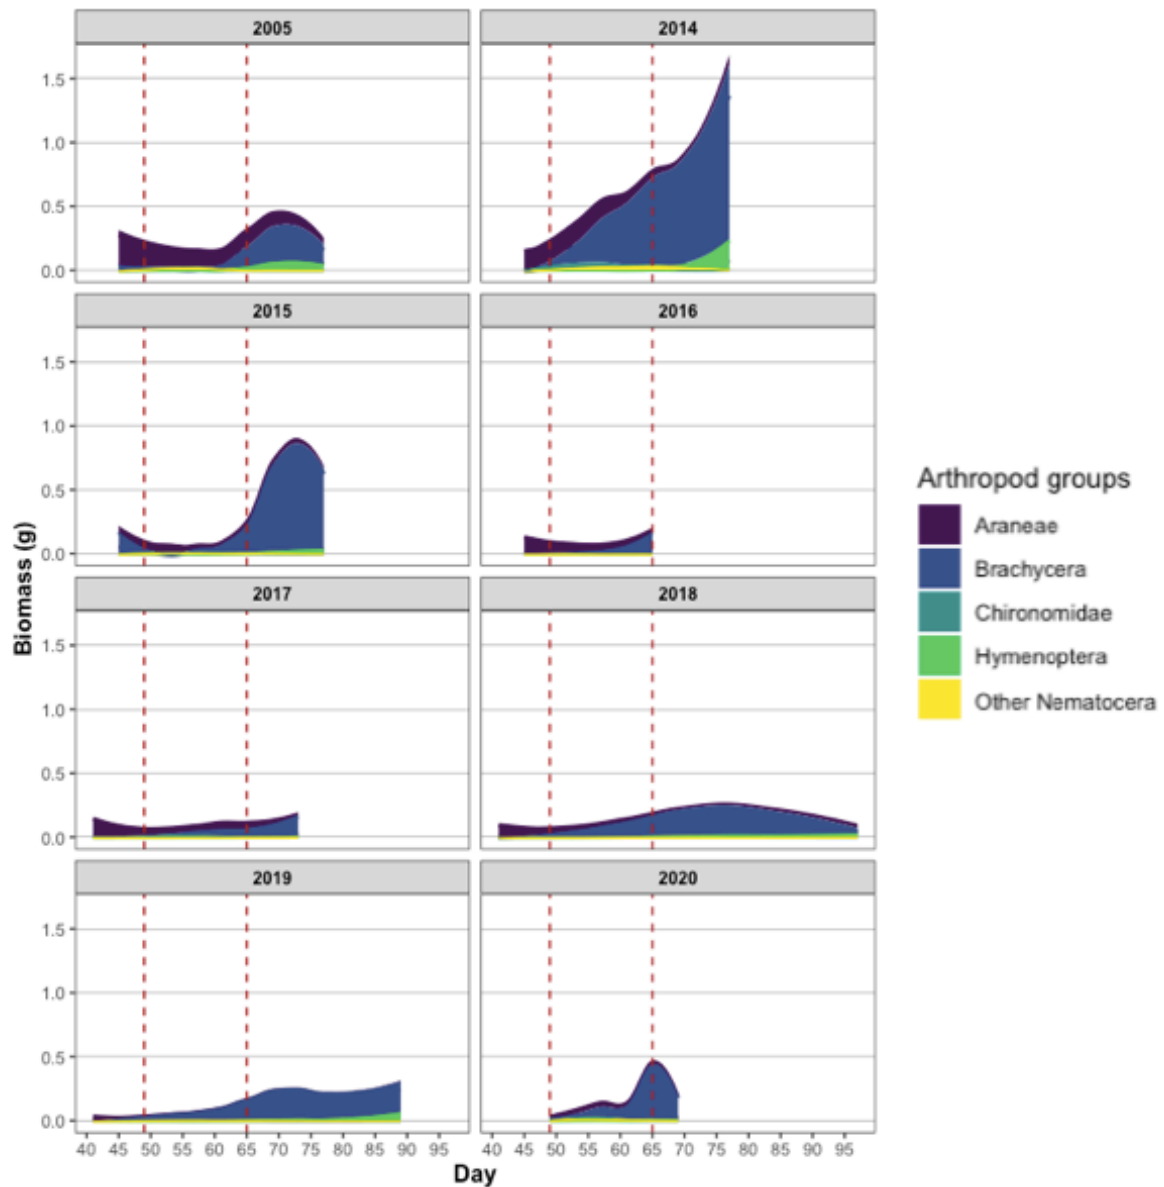 2005 2014
1.5
1.0
0.5
0.0
2015 2016
1.5
1.0
0.5
0.0
2017 2018
1.5
1.0
0.5
0.0
2019 2020
1.5
1.0
0.5
0.0
40 45 50 55 60 65 70 75 80 85 90 95 40 45 50 55 60 65 70 75 80 85 90 95
Day
Biomass (g)
Arthropod groups
Araneae
Brachycera
Chironomidae
Hymenoptera
Other Nematocera